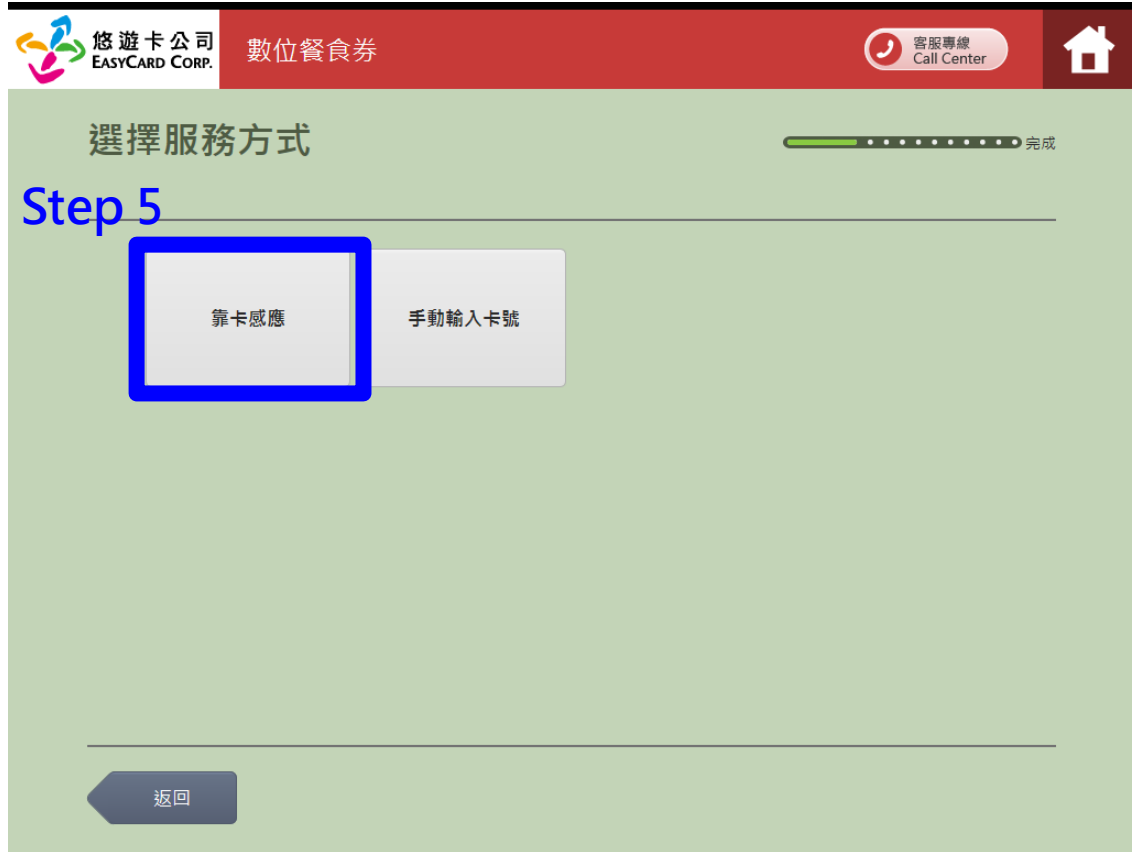 悠遊卡公司
EASYCARD CORP.
數位餐食券
客服專線
Call Center
選擇服務方式
完成
Step 5
靠卡感應
手動輸入卡號
返回